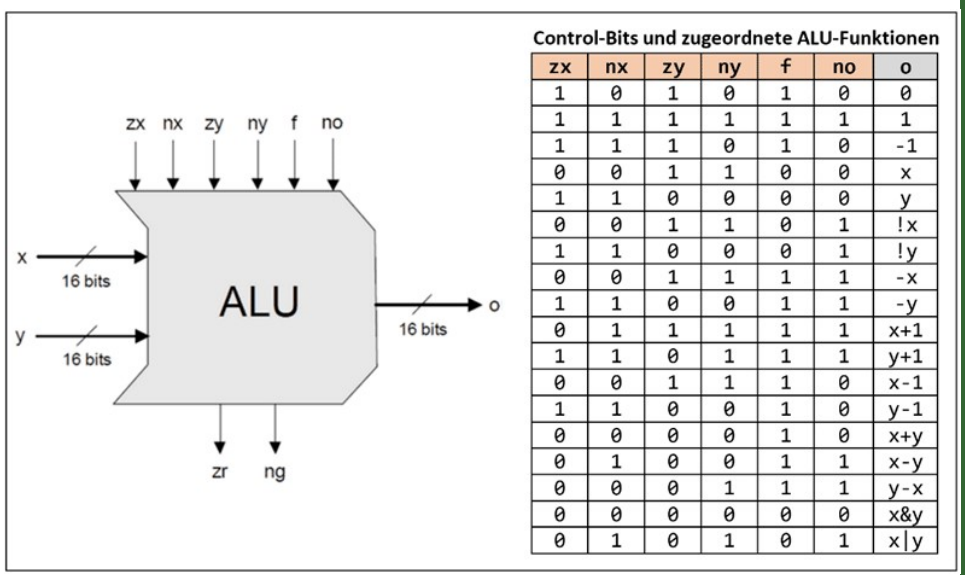 Control-Bits und zugeordnete ALU-Funktionen
zx nx zy ny f no
x
16 bits
y
16 bits
ALU
16 bits
o
zr ng
zx nx zy ny f no o
1 0 1 0 1 0 0
1 1 1 1 1 1 1
1 1 1 0 1 0 -1
0 0 1 1 0 0 x
1 1 0 0 0 0 y
0 0 1 1 0 1 !x
1 1 0 0 0 1 !y
0 0 1 1 1 1 -x
1 1 0 0 1 1 -y
0 1 1 1 1 1 x+1
1 1 0 1 1 1 y+1
0 0 1 1 1 0 x-1
1 1 0 0 1 0 y-1
0 0 0 0 1 0 x+y
0 1 0 0 1 1 x-y
0 0 0 1 1 1 y-x
0 0 0 0 0 0 x&y
0 1 0 1 0 1 x|y